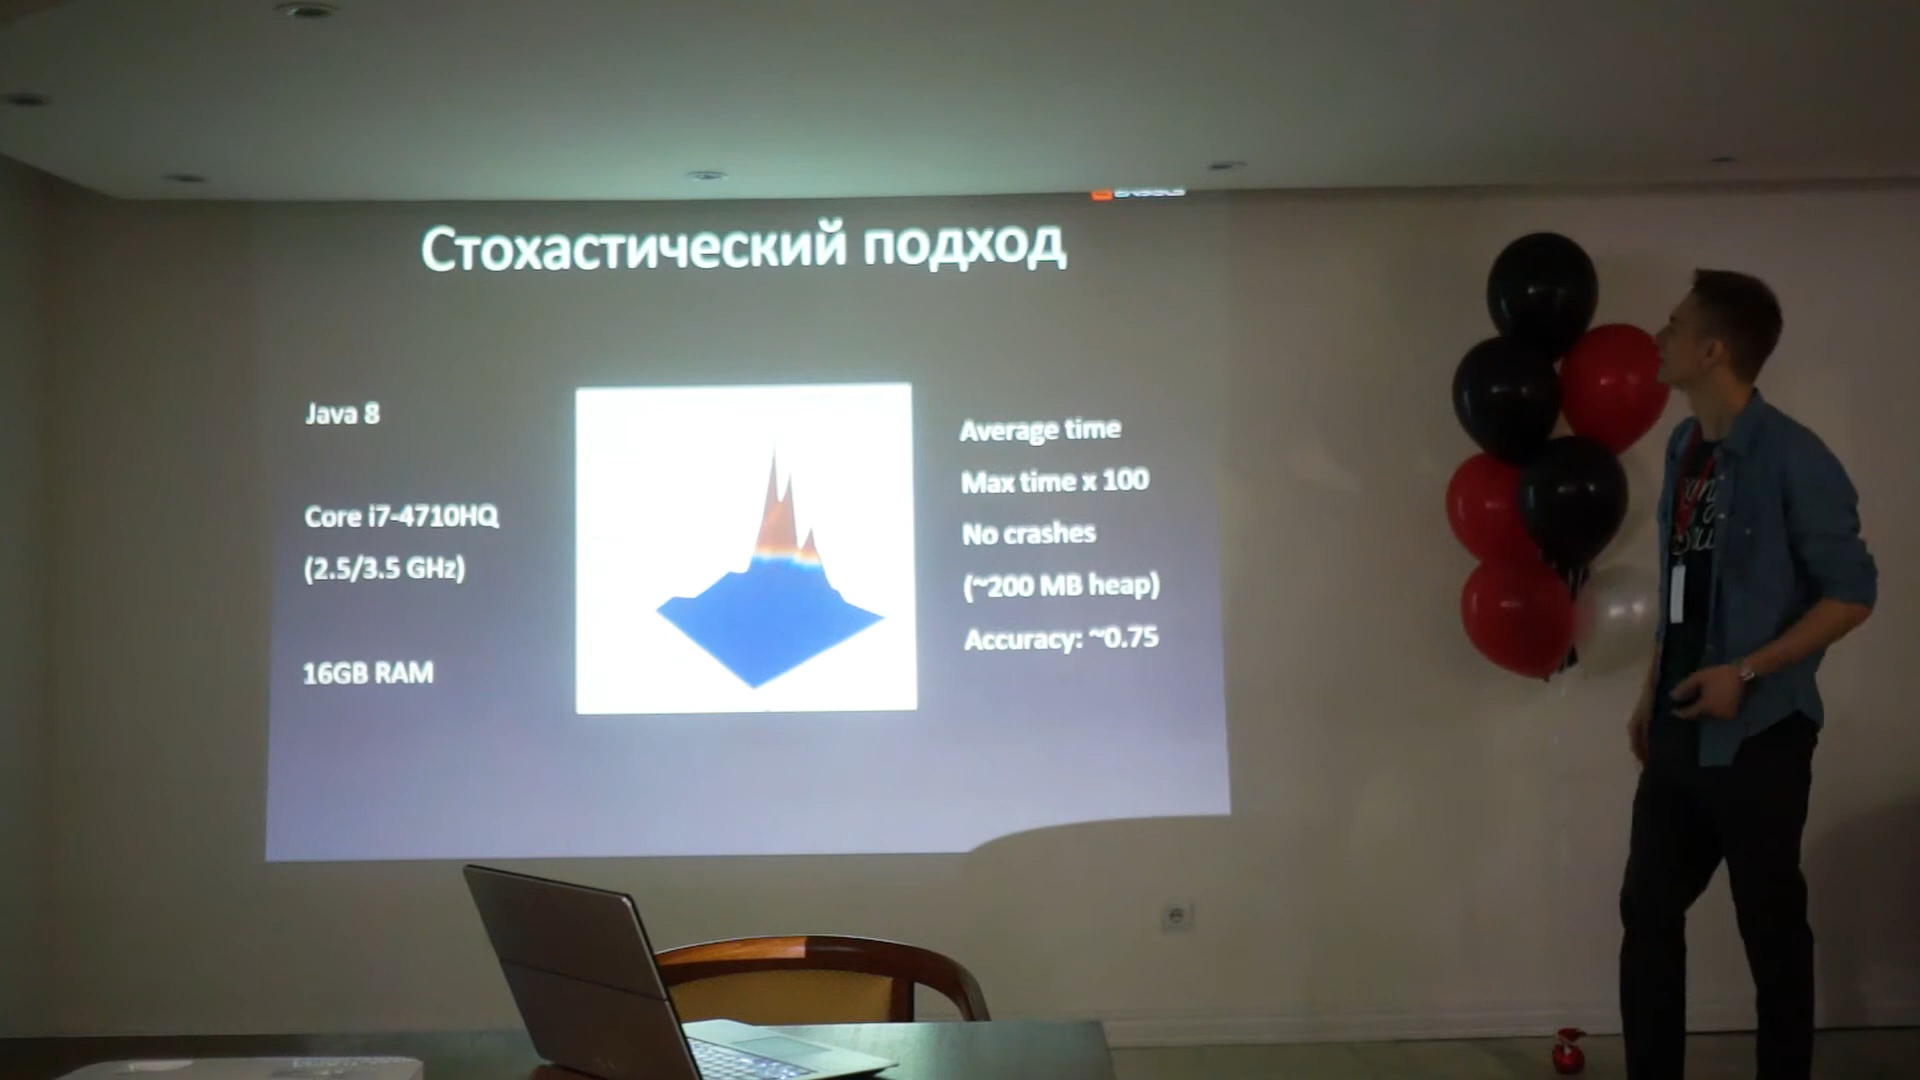 Стохастический подход
Java 8
Core i7-4710HQ
(2.5/3.5 GHz)
16GB RAM
Average time
Max time x 100
No crashes
(~200 MB heap)
Accuracy: ~0.75